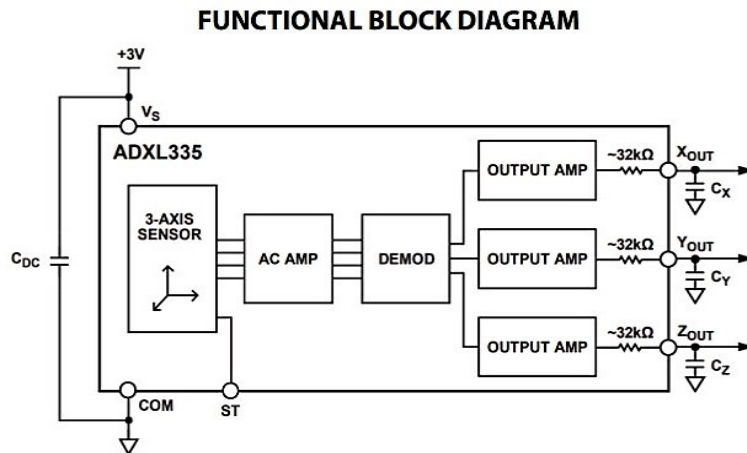 FUNCTIONAL BLOCK DIAGRAM
+3V
VS
ADXL335
3-AXIS
SENSOR
AC AMP
DEMOD
OUTPUT AMP
~32kΩ
XOUT
CX
OUTPUT AMP
~32kΩ
YOUT
CY
OUTPUT AMP
~32kΩ
ZOUT
CZ
CDC
COM
ST